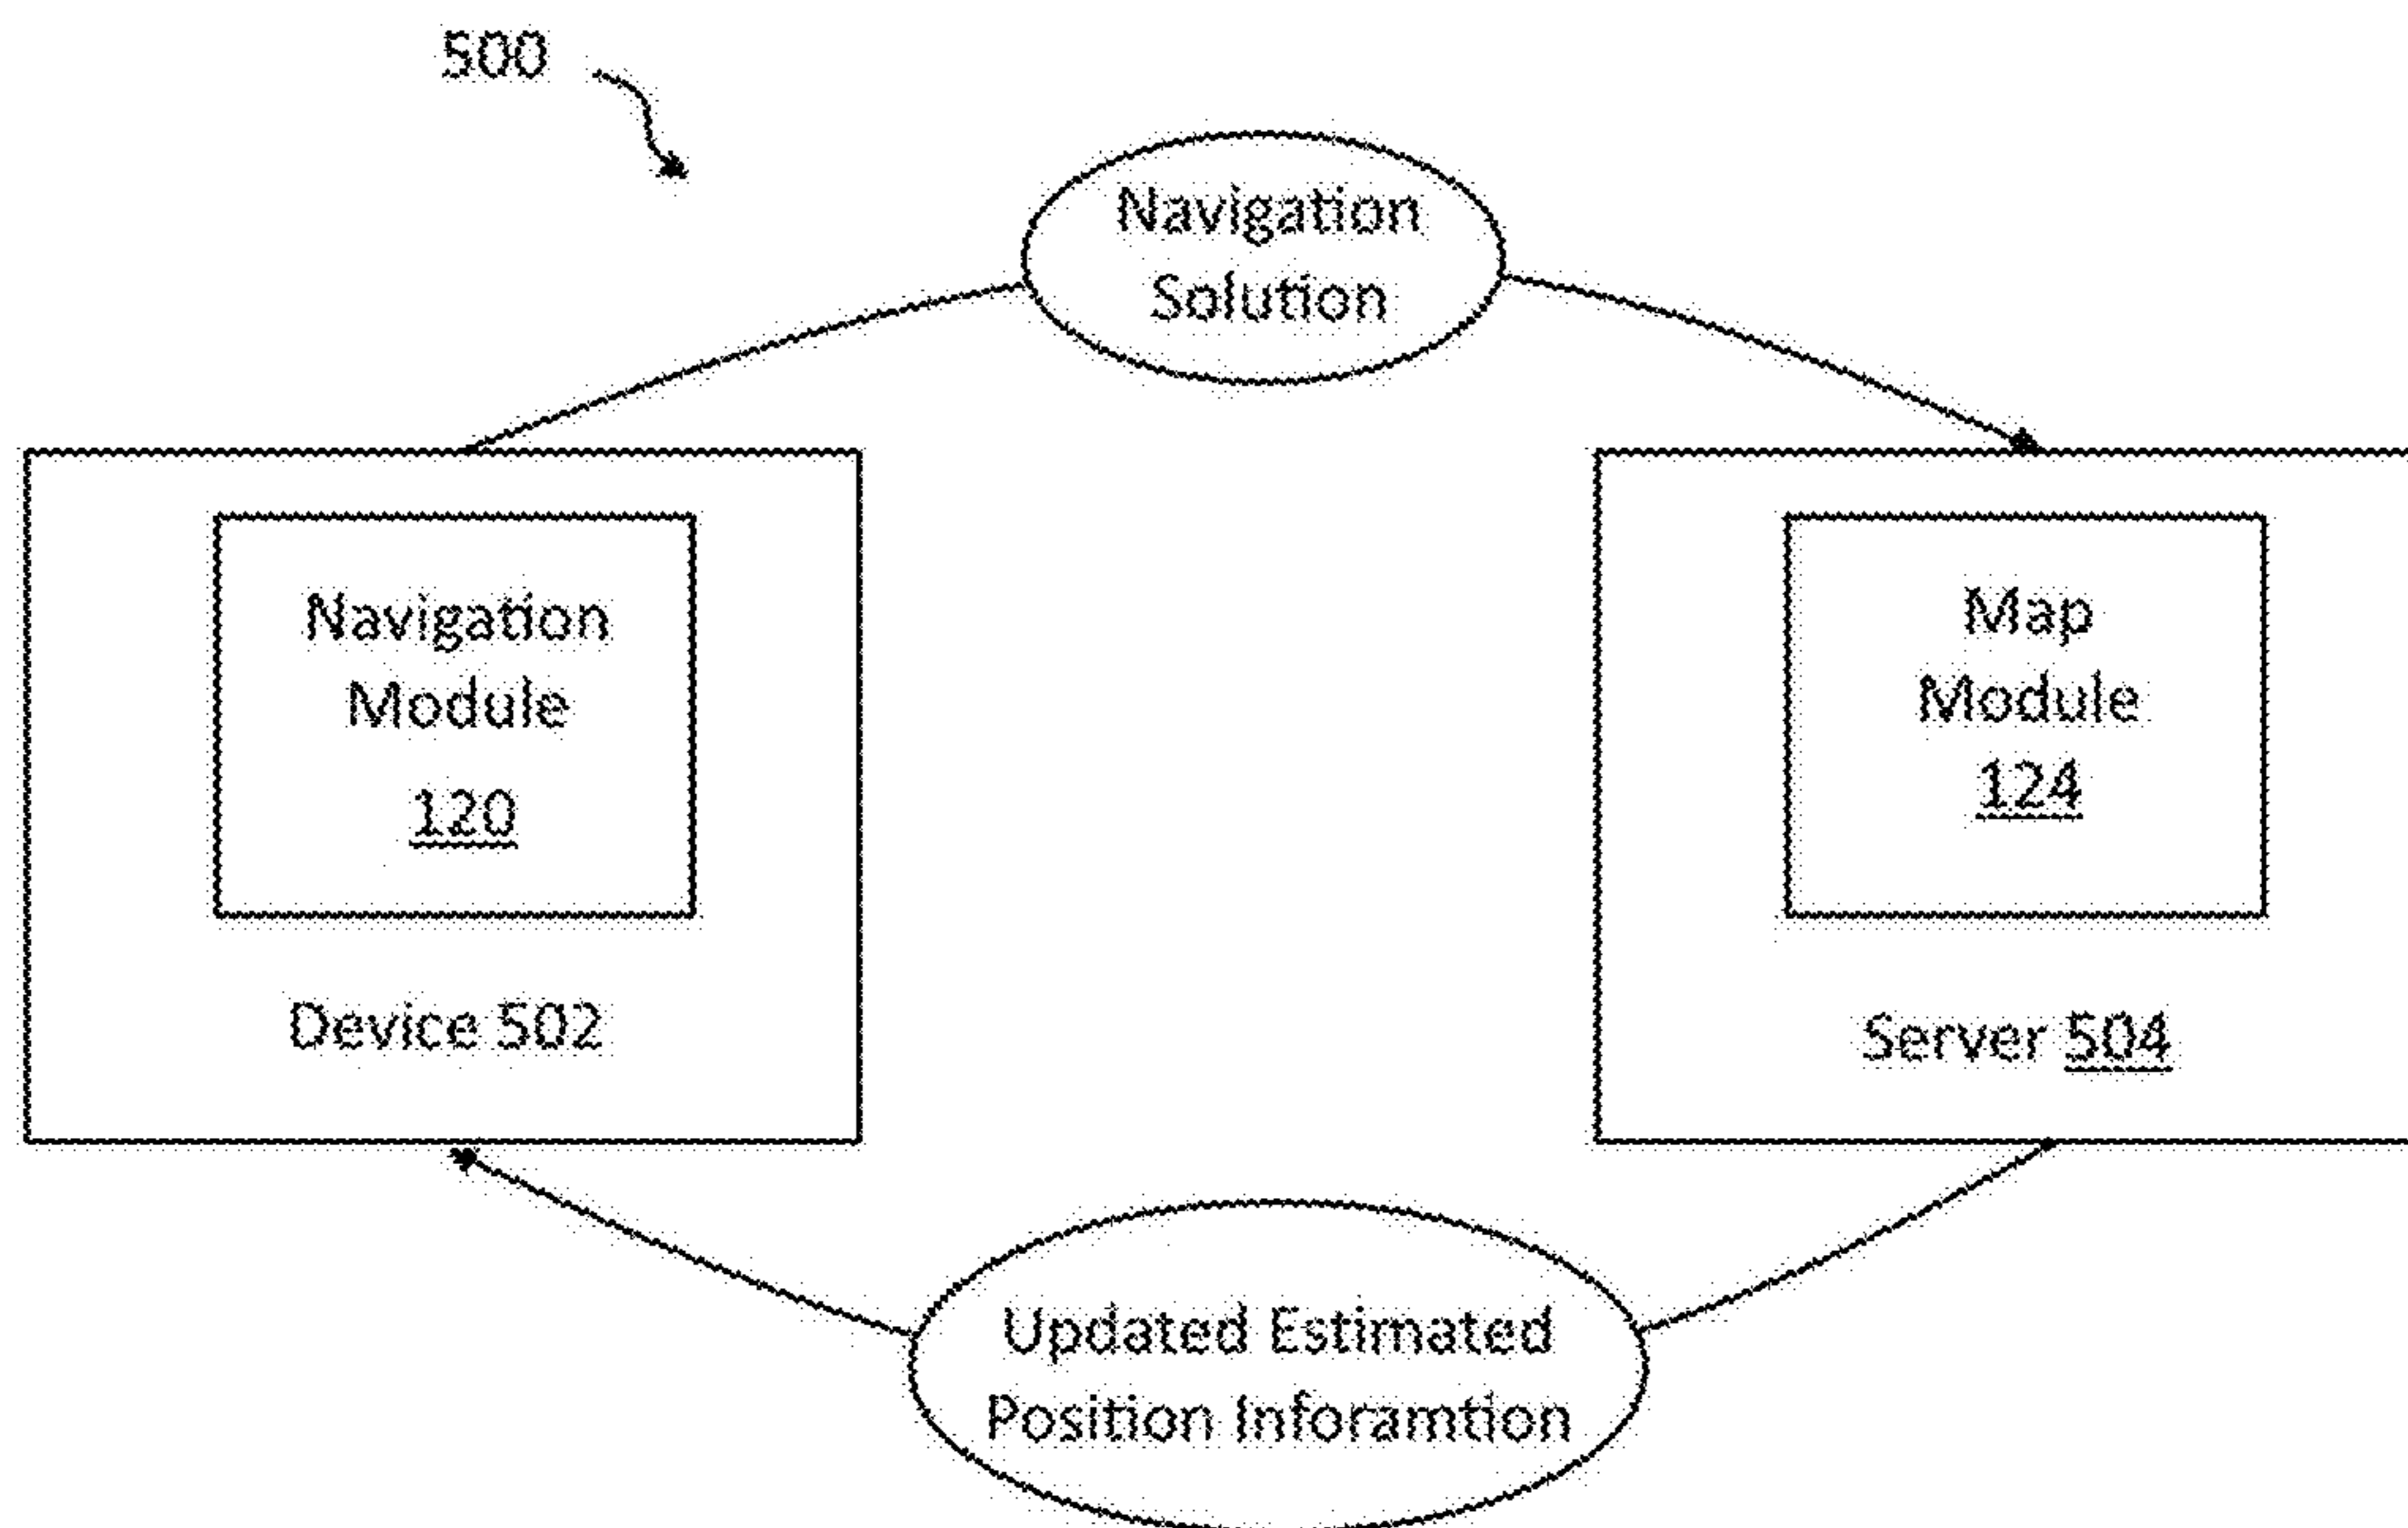 500
Navigation
Solution
Navigation
Module
120
Device 502
Map
Module
124
Server 504
Updated Estimated
Position Inforamtion